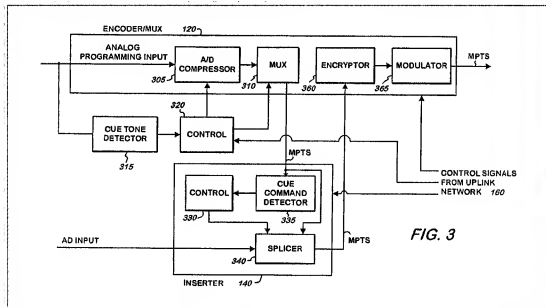 ENCODER/MUX 120
ANALOG
PROGRAMMING INPUT
A/D
COMPRESSOR
305
MUX
310
ENCRYPTOR
360
MODULATOR
365
MPTS
CUE TONE
DETECTOR
315
320
CONTROL
MPTS
CONTROL SIGNALS
FROM UPLINK
NETWORK 160
CONTROL
330
CUE
COMMAND
DETECTOR
335
AD INPUT
SPLICER
340
MPTS
INSERTER
140
FIG. 3